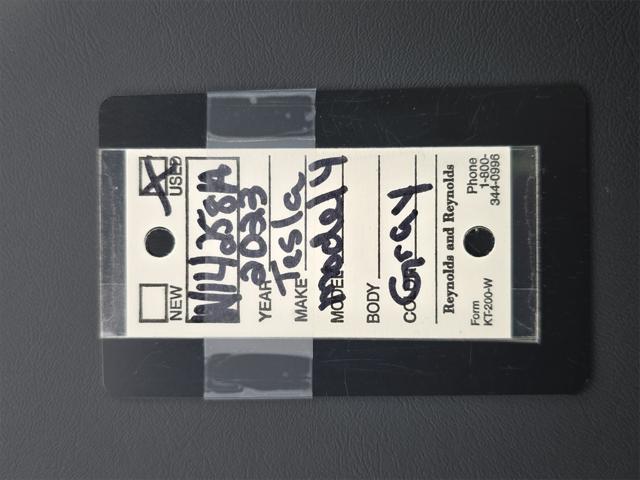 NEW USED X
N14258A
YEAR 2023
MAKE Tesla
MODEL model y
BODY
COLOR Gray
Reynolds and Reynolds
Form
KT-200-W
Phone
1-800-
344-0996